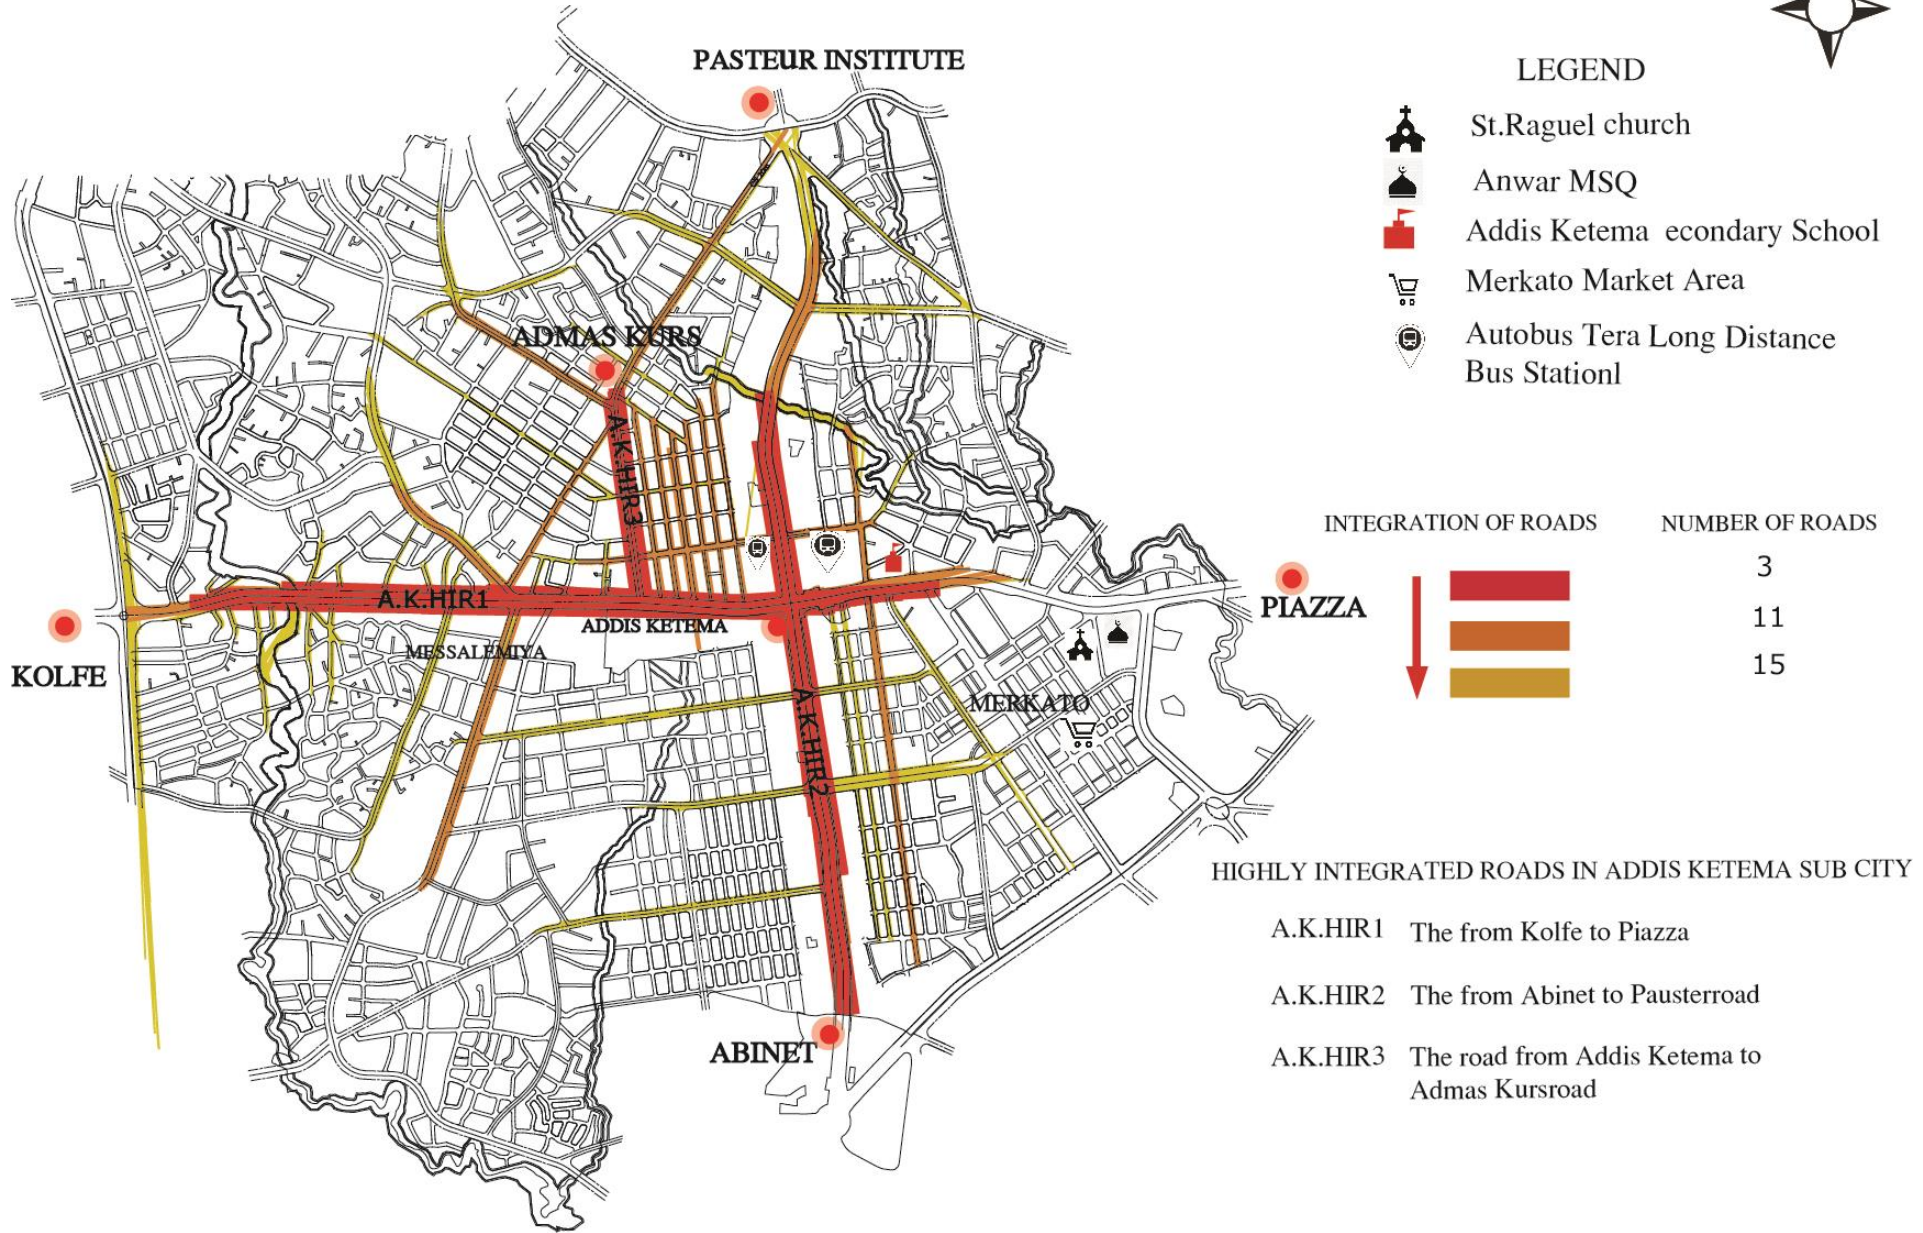 PASTEUR INSTITUTE
ADMAS KURS
A.K.HIR3
A.K.HIR1
ADDIS KETEMA
MESSALEMIYA
KOLFE
PIAZZA
MERKATO
A.K.HIR2
ABINET
LEGEND
St.Raguel church
Anwar MSQ
Addis Ketema econdary School
Merkato Market Area
Autobus Tera Long Distance
Bus Stationl
INTEGRATION OF ROADS NUMBER OF ROADS
3
11
15
HIGHLY INTEGRATED ROADS IN ADDIS KETEMA SUB CITY
A.K.HIR1 The from Kolfe to Piazza
A.K.HIR2 The from Abinet to Pausterroad
A.K.HIR3 The road from Addis Ketema to
Admas Kursroad